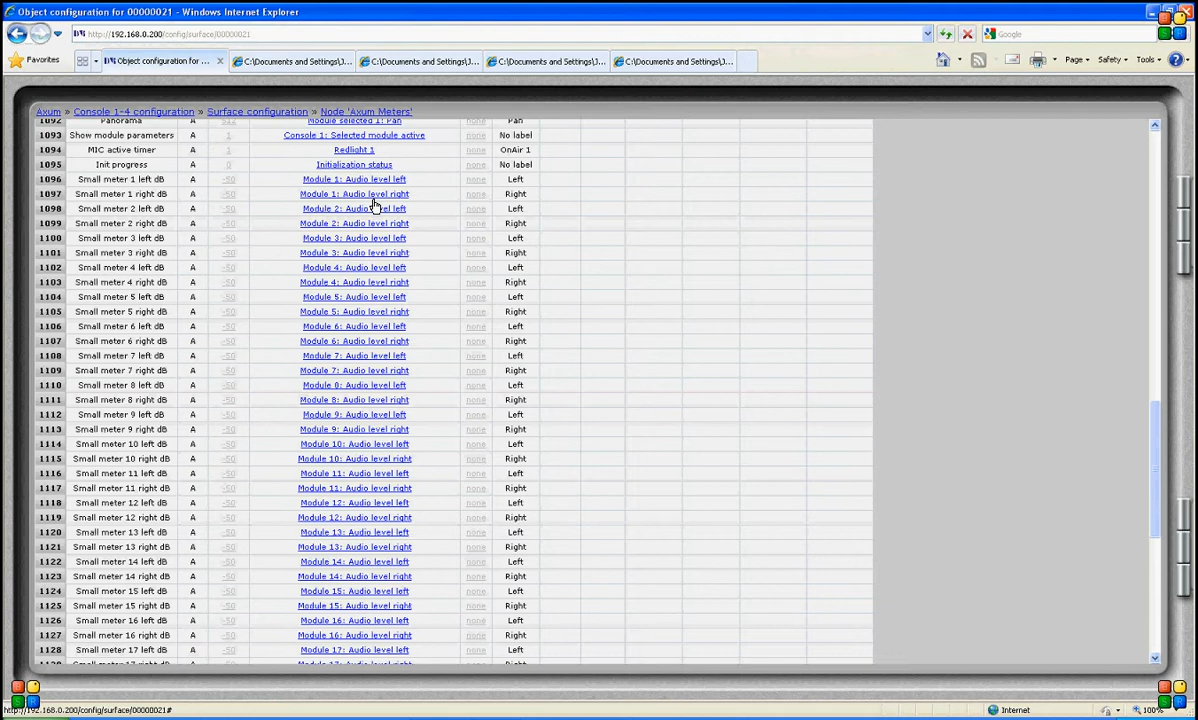 Object configuration for 00000021 - Windows Internet Explorer
http://192.168.0.200/config/surface/00000021
Google
Favorites
Object configuration for ...
C:\Documents and Settings\J...
C:\Documents and Settings\J...
C:\Documents and Settings\J...
C:\Documents and Settings\J...
Page
Safety
Tools
Axum » Console 1-4 configuration » Surface configuration » Node 'Axum Meters'
1092 Panorama A 512 Module selected 1: Pan none Pan
1093 Show module parameters A 1 Console 1: Selected module active none No label
1094 MIC active timer A 1 Redlight 1 none OnAir 1
1095 Init progress A 0 Initialization status none No label
1096 Small meter 1 left dB A -50 Module 1: Audio level left none Left
1097 Small meter 1 right dB A -50 Module 1: Audio level right none Right
1098 Small meter 2 left dB A -50 Module 2: Audio level left none Left
1099 Small meter 2 right dB A -50 Module 2: Audio level right none Right
1100 Small meter 3 left dB A -50 Module 3: Audio level left none Left
1101 Small meter 3 right dB A -50 Module 3: Audio level right none Right
1102 Small meter 4 left dB A -50 Module 4: Audio level left none Left
1103 Small meter 4 right dB A -50 Module 4: Audio level right none Right
1104 Small meter 5 left dB A -50 Module 5: Audio level left none Left
1105 Small meter 5 right dB A -50 Module 5: Audio level right none Right
1106 Small meter 6 left dB A -50 Module 6: Audio level left none Left
1107 Small meter 6 right dB A -50 Module 6: Audio level right none Right
1108 Small meter 7 left dB A -50 Module 7: Audio level left none Left
1109 Small meter 7 right dB A -50 Module 7: Audio level right none Right
1110 Small meter 8 left dB A -50 Module 8: Audio level left none Left
1111 Small meter 8 right dB A -50 Module 8: Audio level right none Right
1112 Small meter 9 left dB A -50 Module 9: Audio level left none Left
1113 Small meter 9 right dB A -50 Module 9: Audio level right none Right
1114 Small meter 10 left dB A -50 Module 10: Audio level left none Left
1115 Small meter 10 right dB A -50 Module 10: Audio level right none Right
1116 Small meter 11 left dB A -50 Module 11: Audio level left none Left
1117 Small meter 11 right dB A -50 Module 11: Audio level right none Right
1118 Small meter 12 left dB A -50 Module 12: Audio level left none Left
1119 Small meter 12 right dB A -50 Module 12: Audio level right none Right
1120 Small meter 13 left dB A -50 Module 13: Audio level left none Left
1121 Small meter 13 right dB A -50 Module 13: Audio level right none Right
1122 Small meter 14 left dB A -50 Module 14: Audio level left none Left
1123 Small meter 14 right dB A -50 Module 14: Audio level right none Right
1124 Small meter 15 left dB A -50 Module 15: Audio level left none Left
1125 Small meter 15 right dB A -50 Module 15: Audio level right none Right
1126 Small meter 16 left dB A -50 Module 16: Audio level left none Left
1127 Small meter 16 right dB A -50 Module 16: Audio level right none Right
1128 Small meter 17 left dB A -50 Module 17: Audio level left none Left
1129 Small meter 17 right dB A -50 Module 17: Audio level right none Right
http://192.168.0.200/config/surface/00000021#
Internet
100%